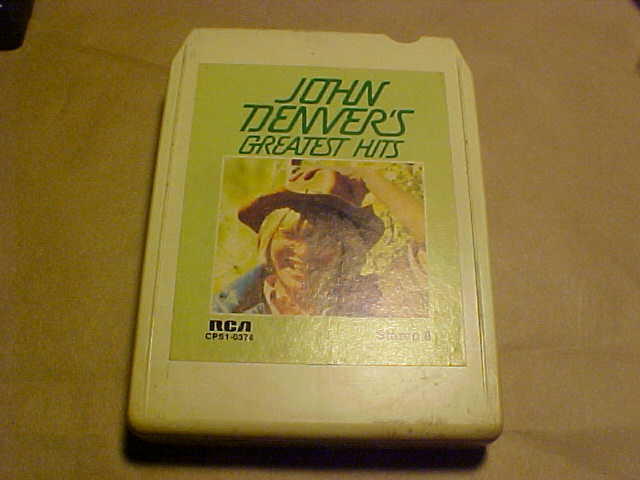 JOHN
DENVER'S
GREATEST HITS
RCA
CPS1-0374
Stereo 8